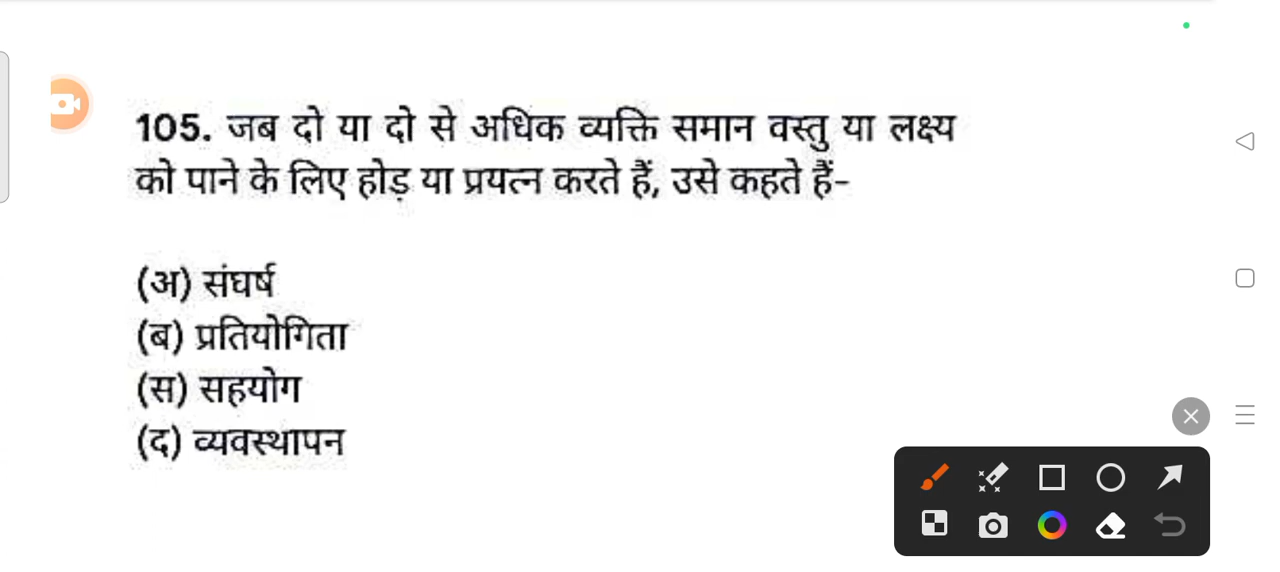 105. जब दो या दो से अधिक व्यक्ति समान वस्तु या लक्ष्य
को पाने के लिए होड़ या प्रयत्न करते हैं, उसे कहते हैं-
(अ) संघर्ष
(ब) प्रतियोगिता
(स) सहयोग
(द) व्यवस्थापन